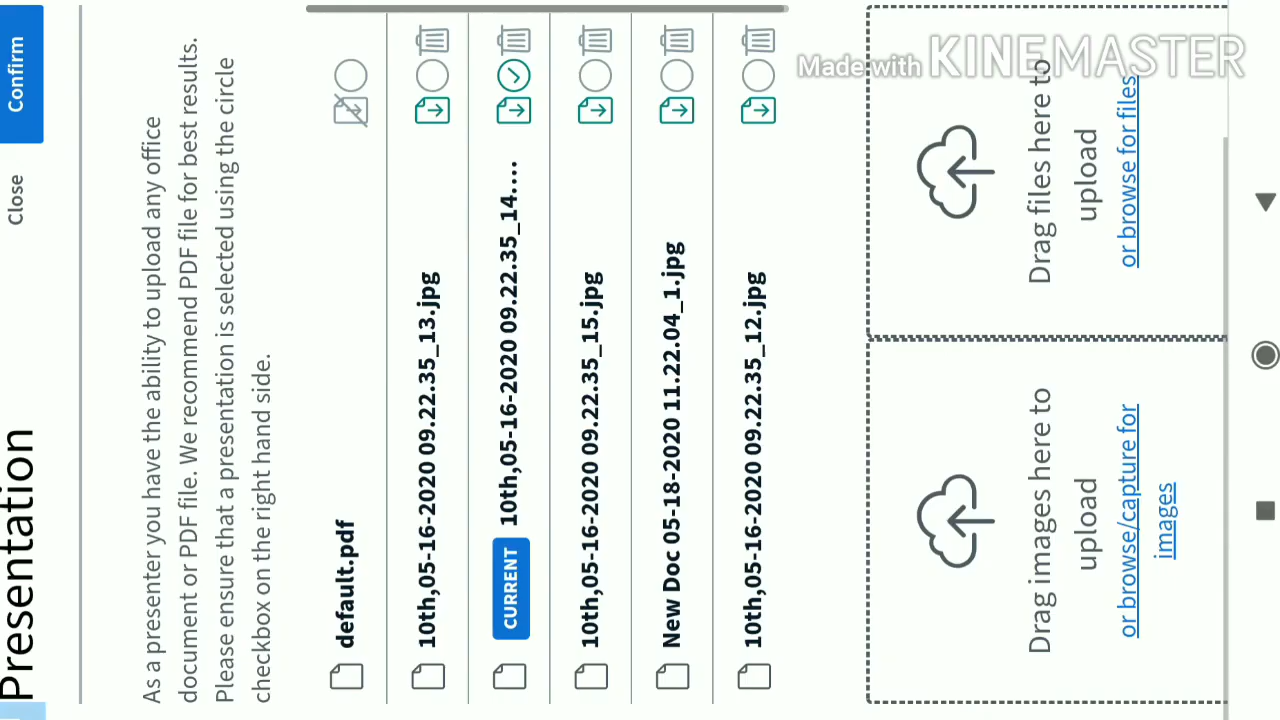 Presentation
Close
Confirm
As a presenter you have the ability to upload any office
document or PDF file. We recommend PDF file for best results.
Please ensure that a presentation is selected using the circle
checkbox on the right hand side.
default.pdf
10th,05-16-2020 09.22.35_13.jpg
CURRENT 10th,05-16-2020 09.22.35_14....
10th,05-16-2020 09.22.35_15.jpg
New Doc 05-18-2020 11.22.04_1.jpg
10th,05-16-2020 09.22.35_12.jpg
Drag images here to
upload
or browse/capture for
images
Drag files here to
upload
or browse for files
Made with KINEMASTER